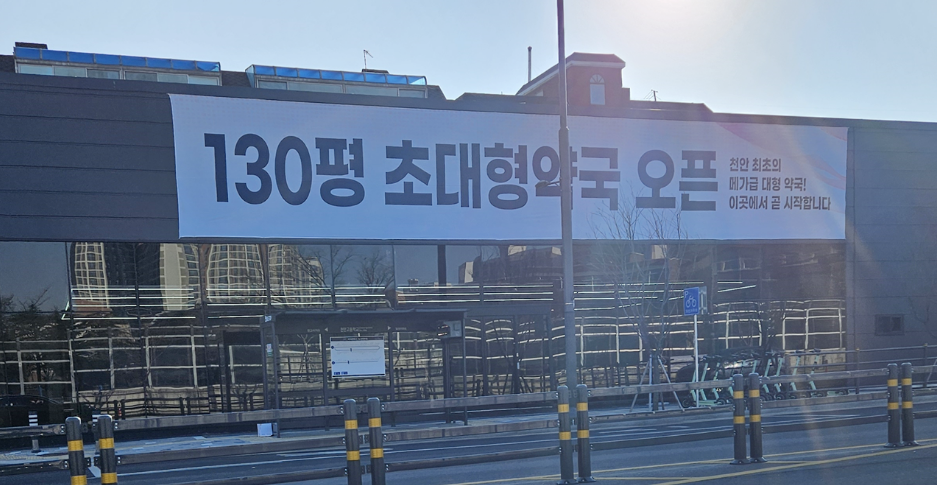 130평 초대형약국 오픈
천안 최초의
메가급 대형 약국!
이곳에서 곧 시작합니다